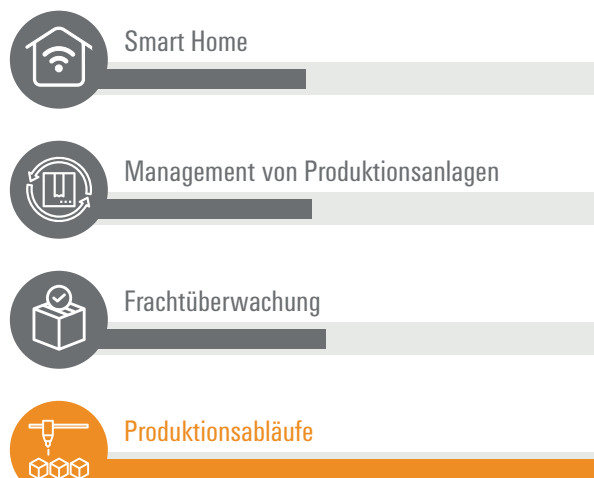 Smart Home
Management von Produktionsanlagen
Frachtüberwachung
Produktionsabläufe